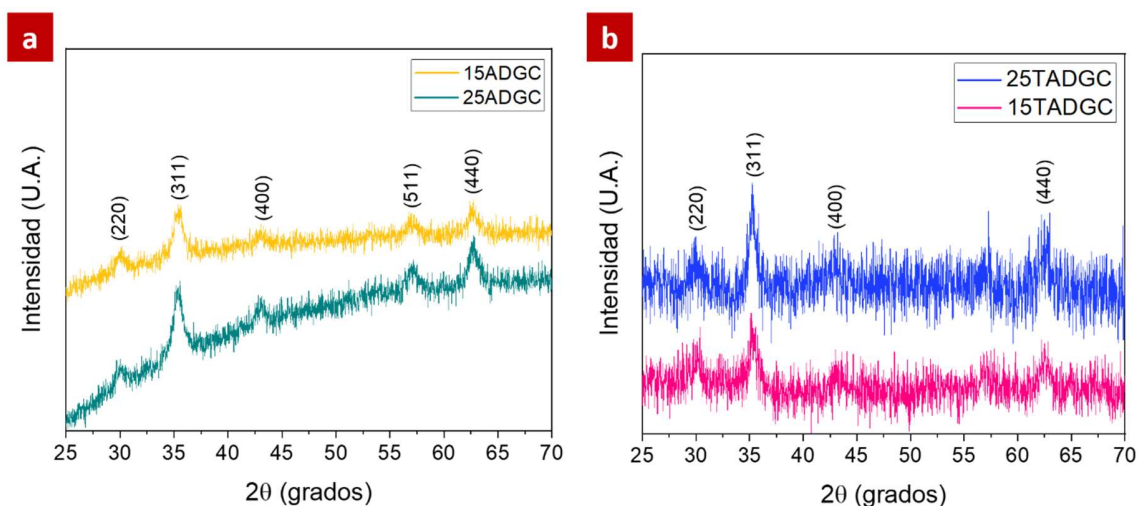 a
15ADGC
25ADGC
(220)
(311)
(400)
(511)
(440)
Intensidad (U.A.)
25 30 35 40 45 50 55 60 65 70
2θ (grados)
b
25TADGC
15TADGC
(220)
(311)
(400)
(440)
Intensidad (U.A.)
25 30 35 40 45 50 55 60 65 70
2θ (grados)